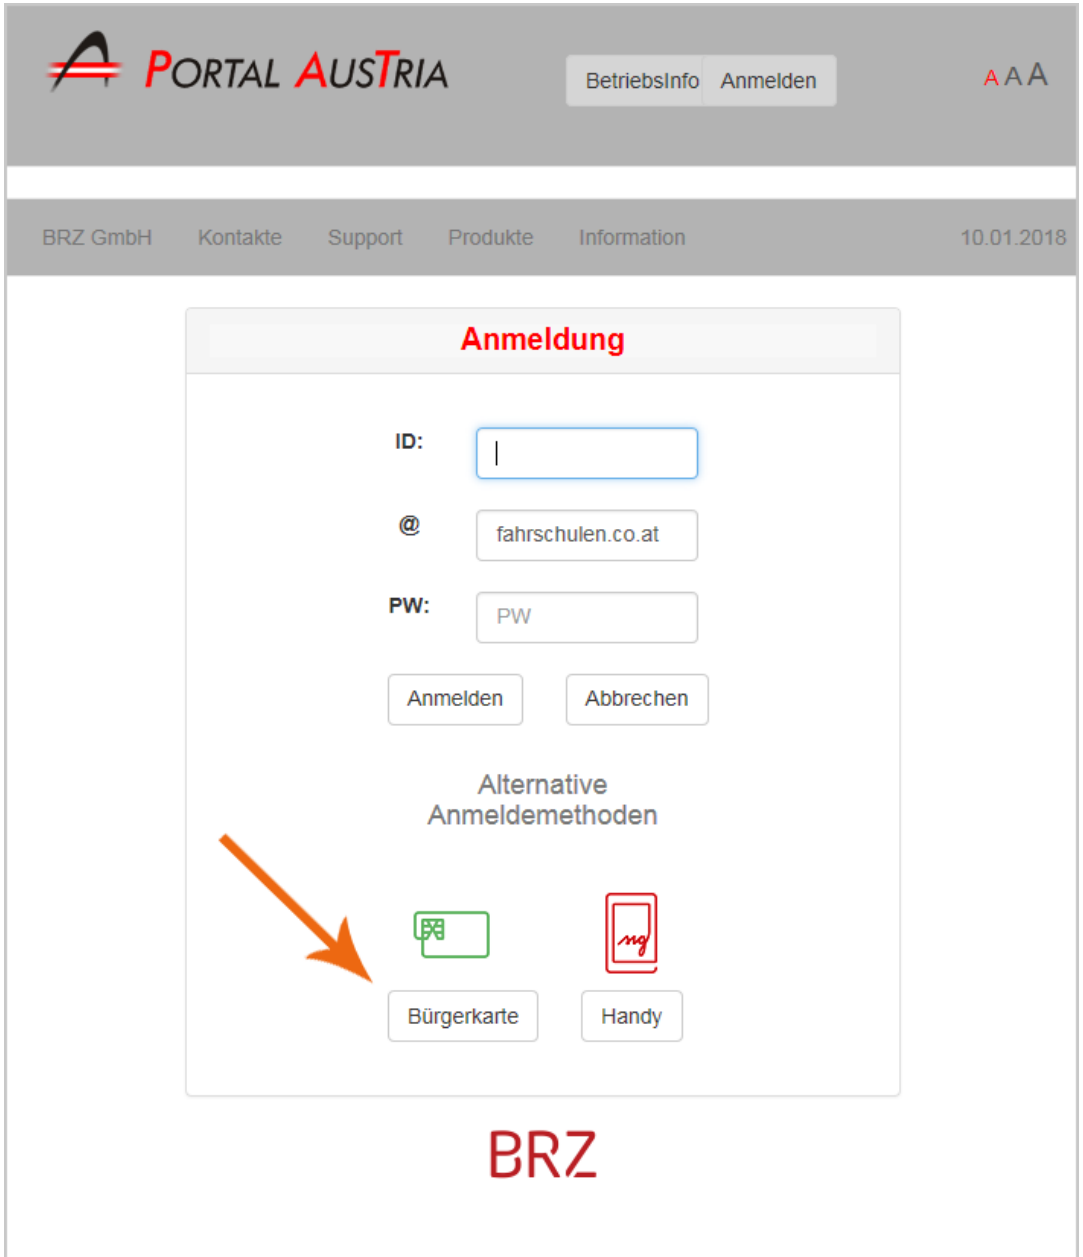 PORTAL AUSTRIA
BetriebsInfo Anmelden
A A A
BRZ GmbH Kontakte Support Produkte Information 10.01.2018
Anmeldung
ID:
@ fahrschulen.co.at
PW: PW
Anmelden Abbrechen
Alternative
Anmeldemethoden
Bürgerkarte Handy
BRZ